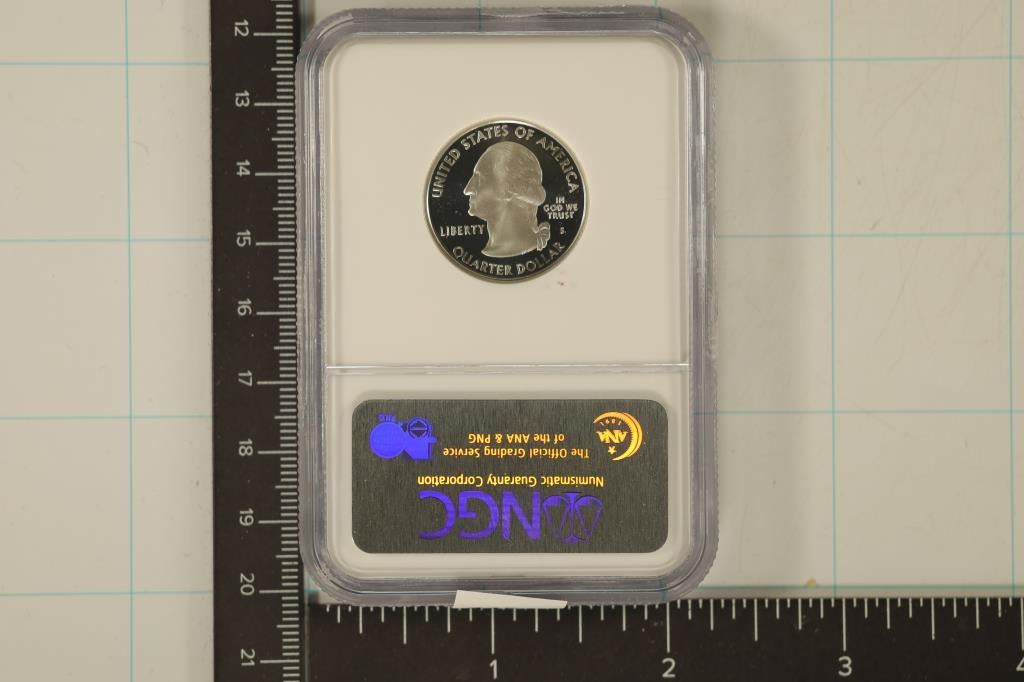 12
13
14
15
16
17
18
19
20
21
UNITED STATES OF AMERICA
IN
GOD WE
TRUST
LIBERTY
S
QUARTER DOLLAR
NGC
Numismatic Guaranty Corporation
The Official Grading Service
of the ANA & PNG
ANA
1891
PNG
1
2
3
4